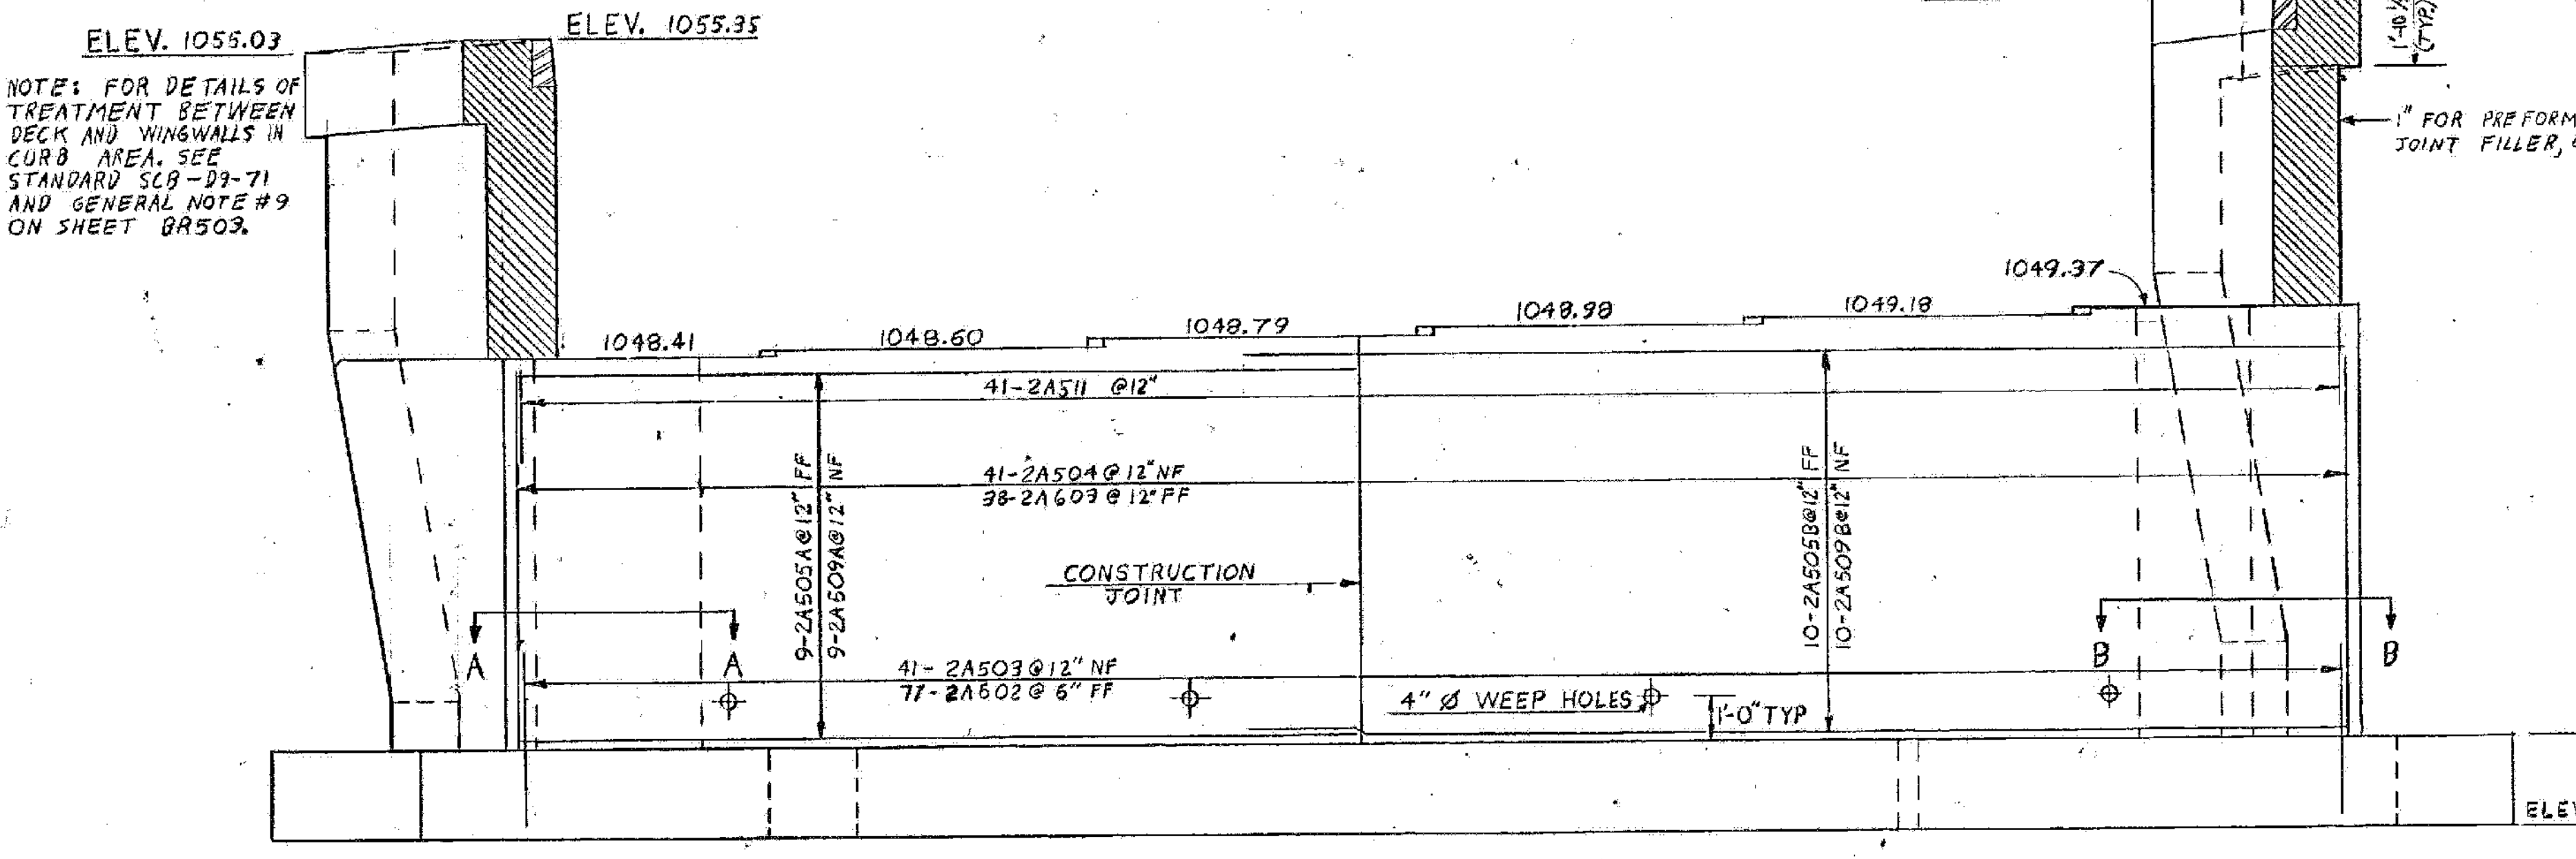 ELEV. 1055.03
ELEV. 1055.35
NOTE: FOR DETAILS OF
TREATMENT BETWEEN
DECK AND WINGWALLS IN
CURB AREA. SEE
STANDARD SCB-D9-71
AND GENERAL NOTE #9
ON SHEET BR503.
(TYP.)
1" FOR PREFORM
JOINT FILLER,
1048.41
1048.60
1048.79
1048.98
1049.18
1049.37
41-2A511 @12"
41-2A504@12"NF
38-2A603@12"FF
9-2A505A@12" FF
9-2A509A@12" NF
10-2A505B@12" FF
10-2A509B@12" NF
CONSTRUCTION
JOINT
A A
B B
41-2A503@12" NF
77-2A602@6" FF
4" Ø WEEP HOLES
1'-0" TYP